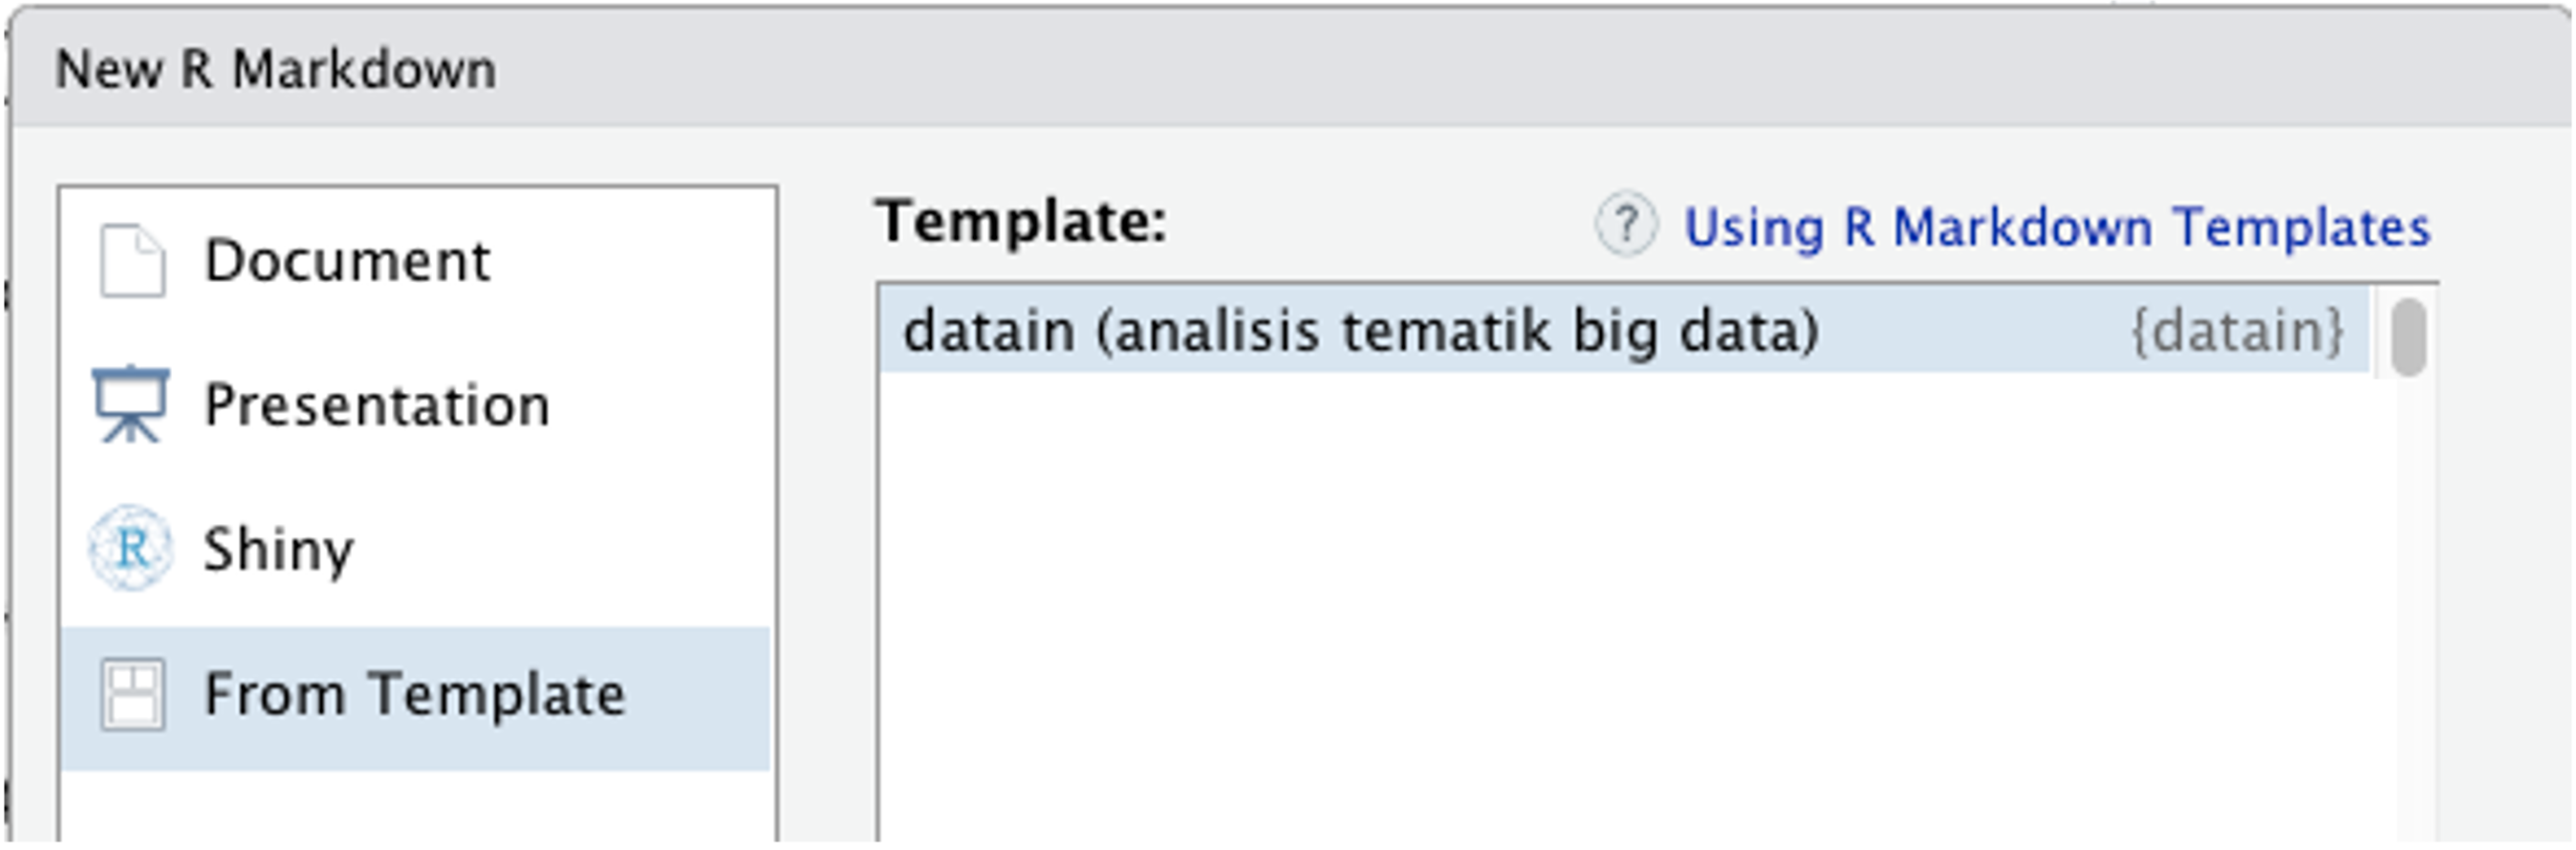 New R Markdown
Document
Presentation
R Shiny
From Template
Template: ? Using R Markdown Templates
datain (analisis tematik big data) {datain}